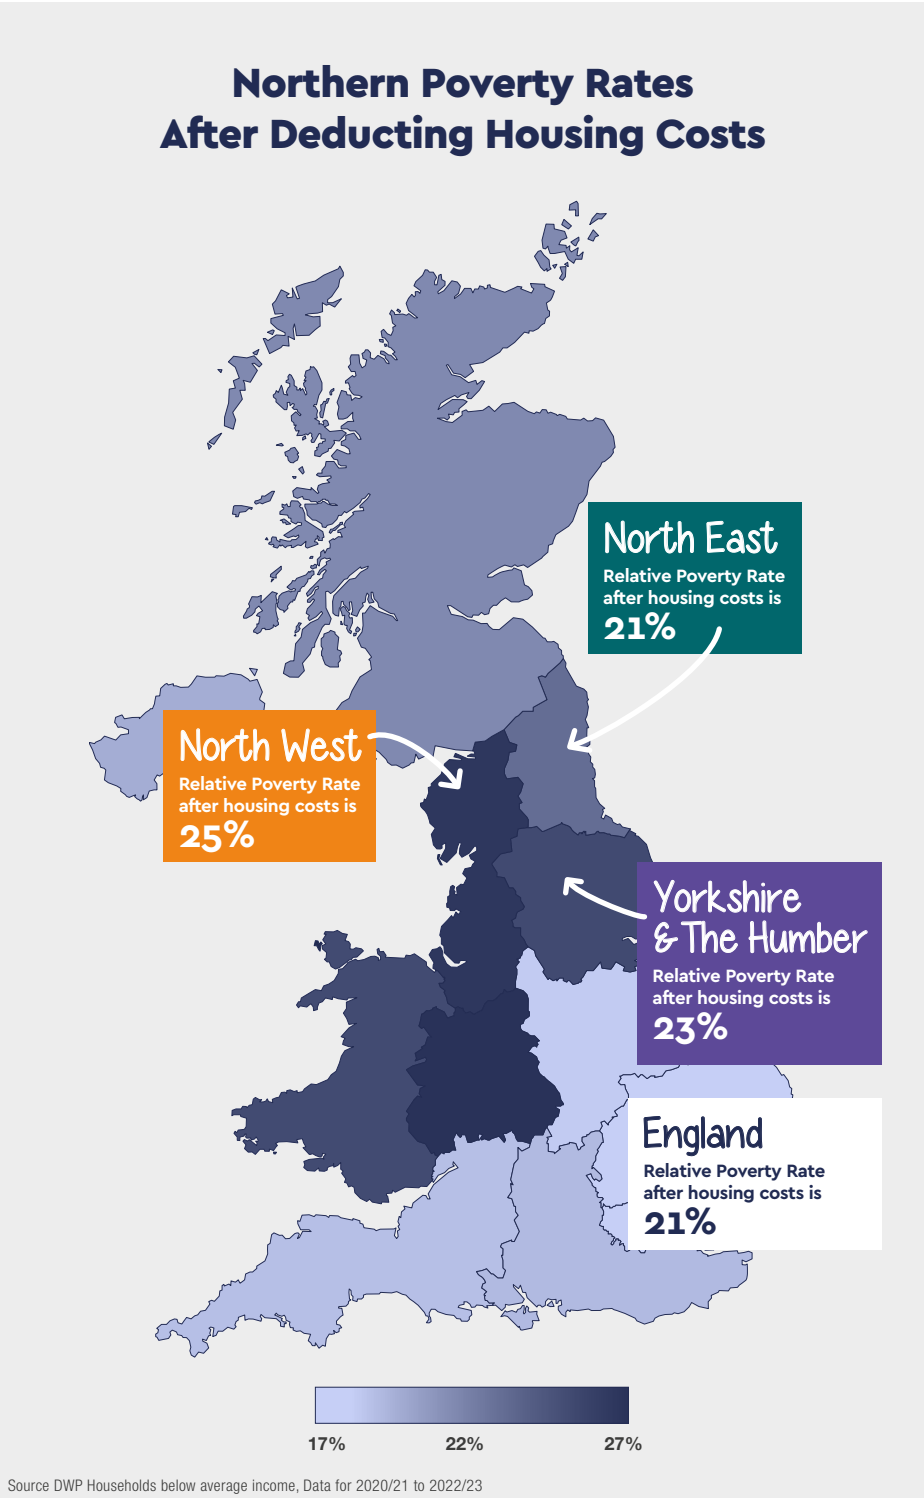 Northern Poverty Rates
After Deducting Housing Costs
North East
Relative Poverty Rate
after housing costs is
21%
North West
Relative Poverty Rate
after housing costs is
25%
Yorkshire
& The Humber
Relative Poverty Rate
after housing costs is
23%
England
Relative Poverty Rate
after housing costs is
21%
17% 22% 27%
Source DWP Households below average income, Data for 2020/21 to 2022/23